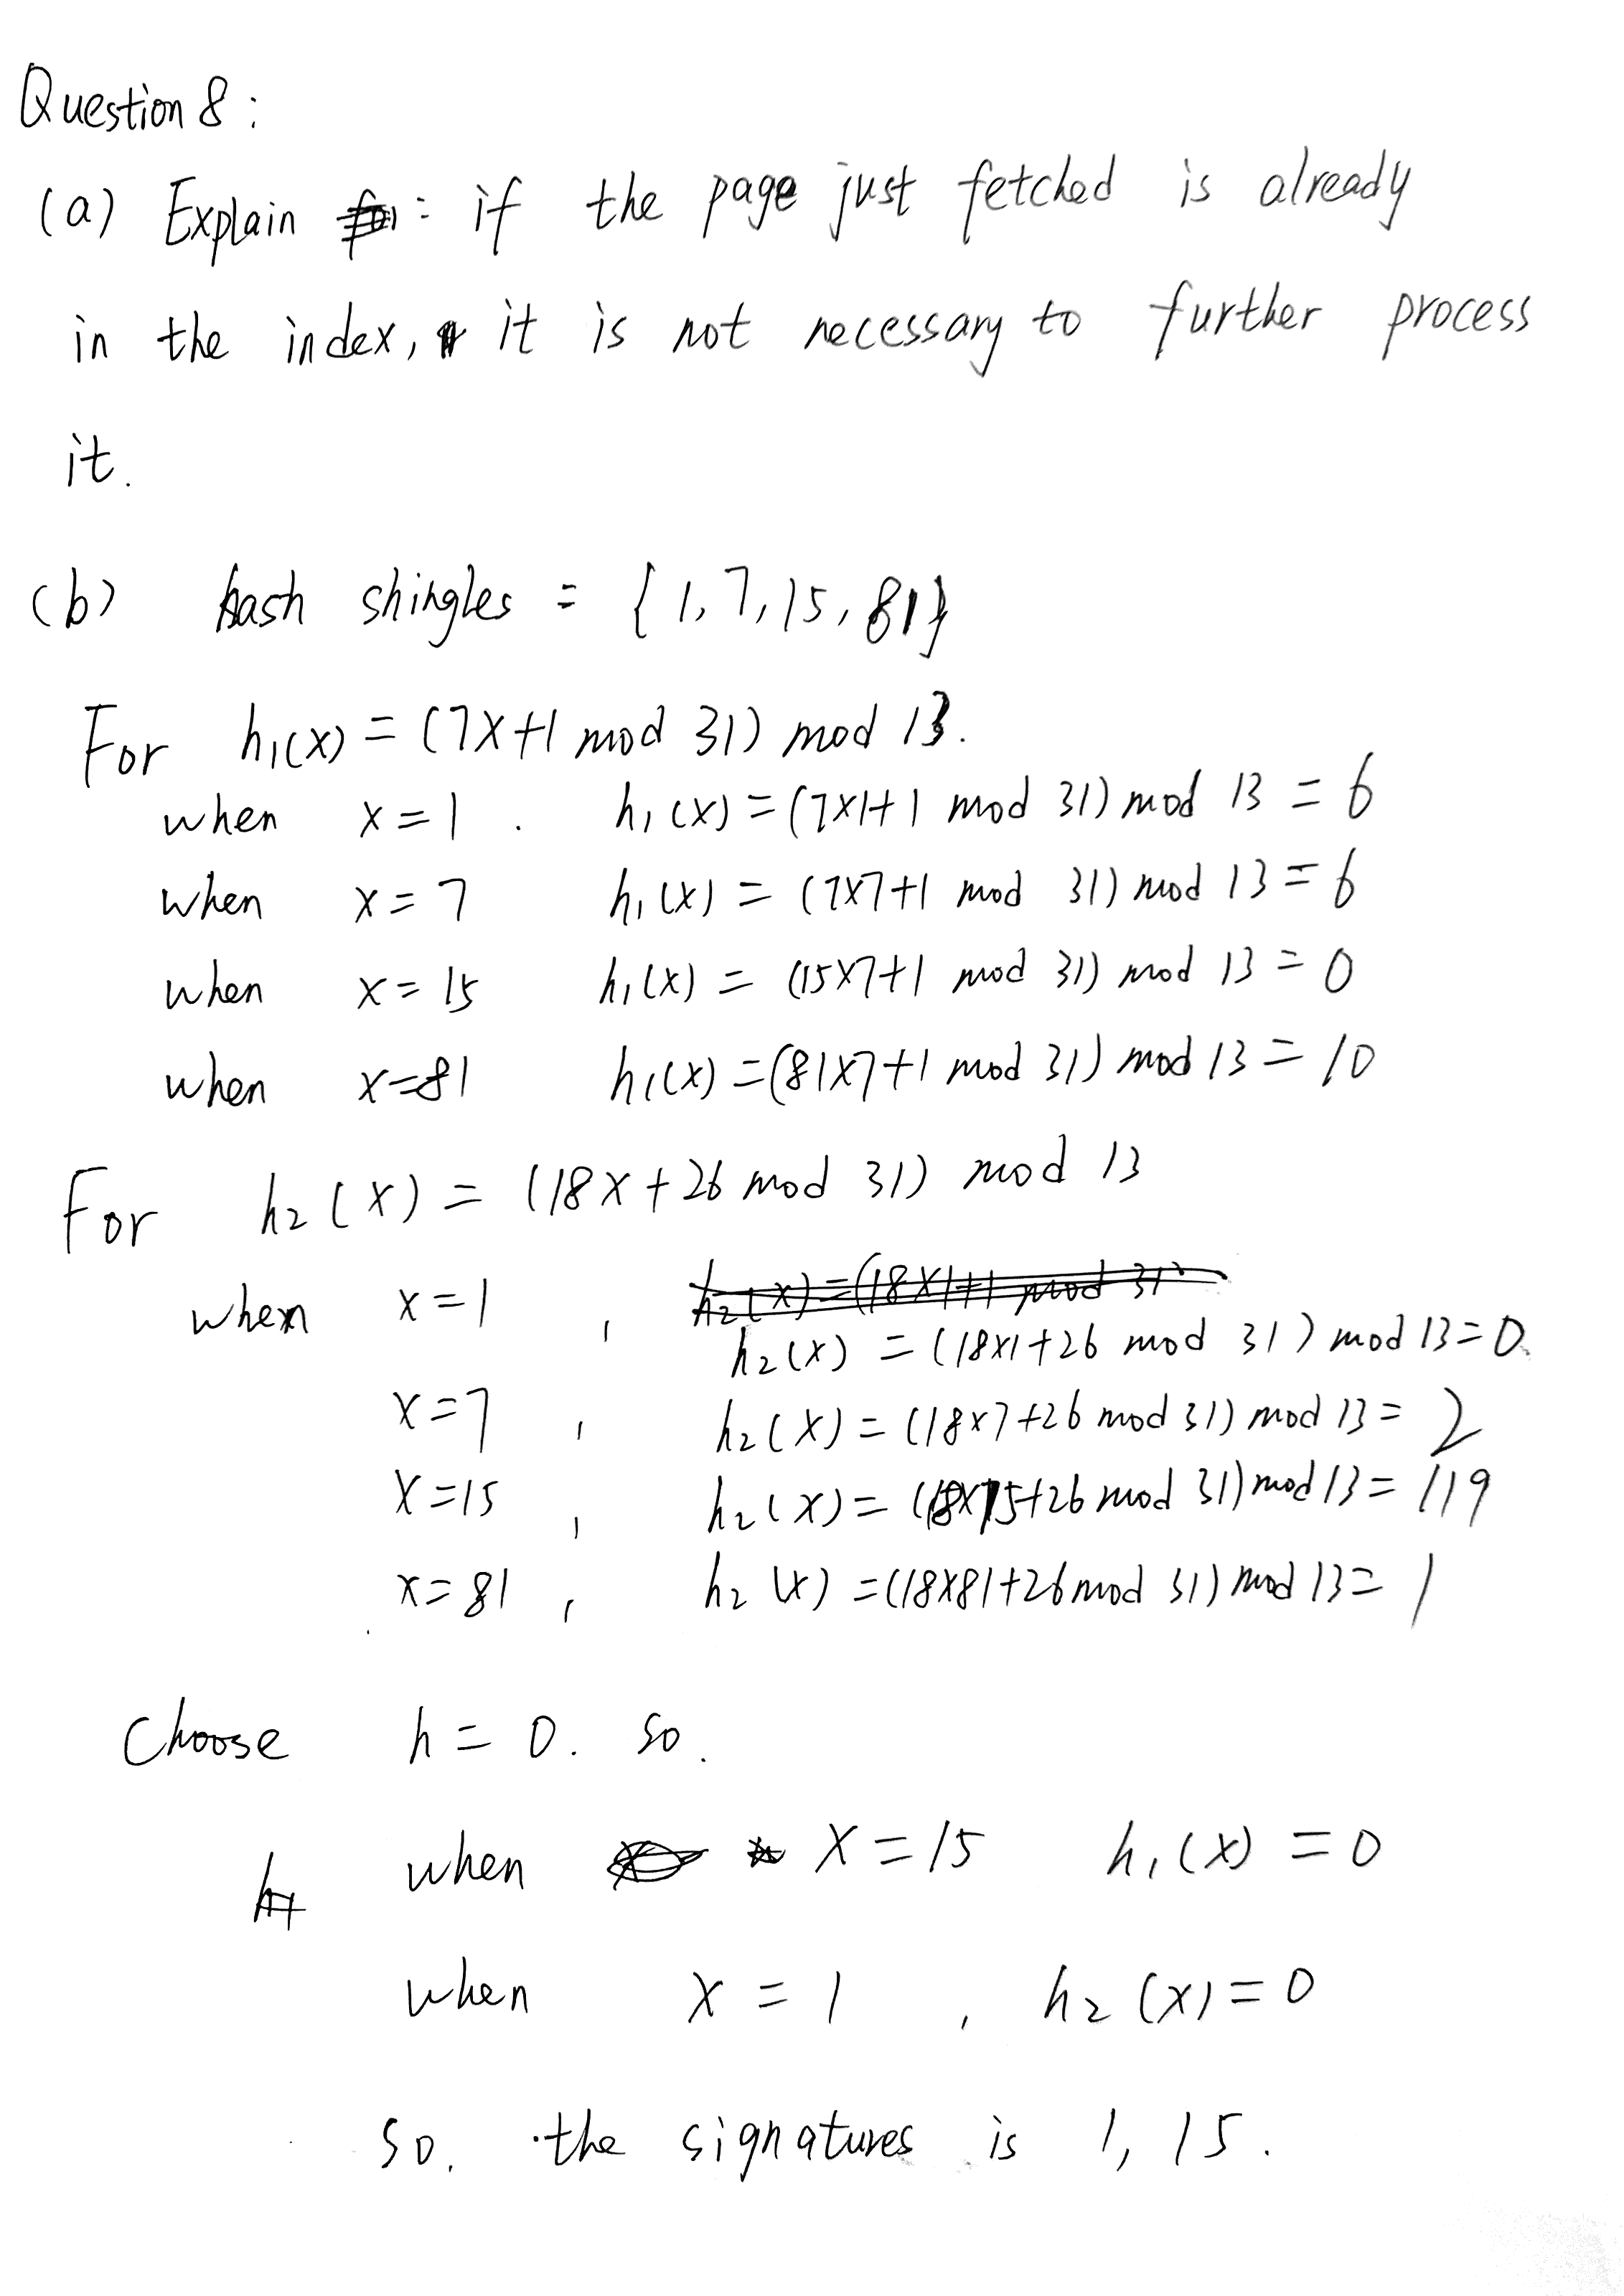 Question 8 :
(a) Explain : if the page just fetched is already
in the index, it is not necessary to further process
it.
(b) hash shingles = {1, 7, 15, 81}
For h₁(x) = (7x+1 mod 31) mod 13.
when x=1 . h₁(x) = (7×1+1 mod 31) mod 13 = 6
when x=7 h₁(x) = (7×7+1 mod 31) mod 13 = 6
when x=15 h₁(x) = (15×7+1 mod 31) mod 13 = 0
when x=81 h₁(x) = (81×7+1 mod 31) mod 13 = 10
For h₂(x) = (18x+26 mod 31) mod 13
when x=1 , h₂(x)=(18×1+1 mod 31)
h₂(x) = (18×1+26 mod 31) mod 13=0.
x=7 , h₂(x) = (18×7+26 mod 31) mod 13 = 2
x=15 , h₂(x) = (18×15+26 mod 31) mod 13 = 119
x=81 , h₂(x) = (18×81+26 mod 31) mod 13= 1
Choose h = 0. so.
when x=15 h₁(x) = 0
when x = 1 , h₂(x) = 0
so. the signatures is 1, 15.